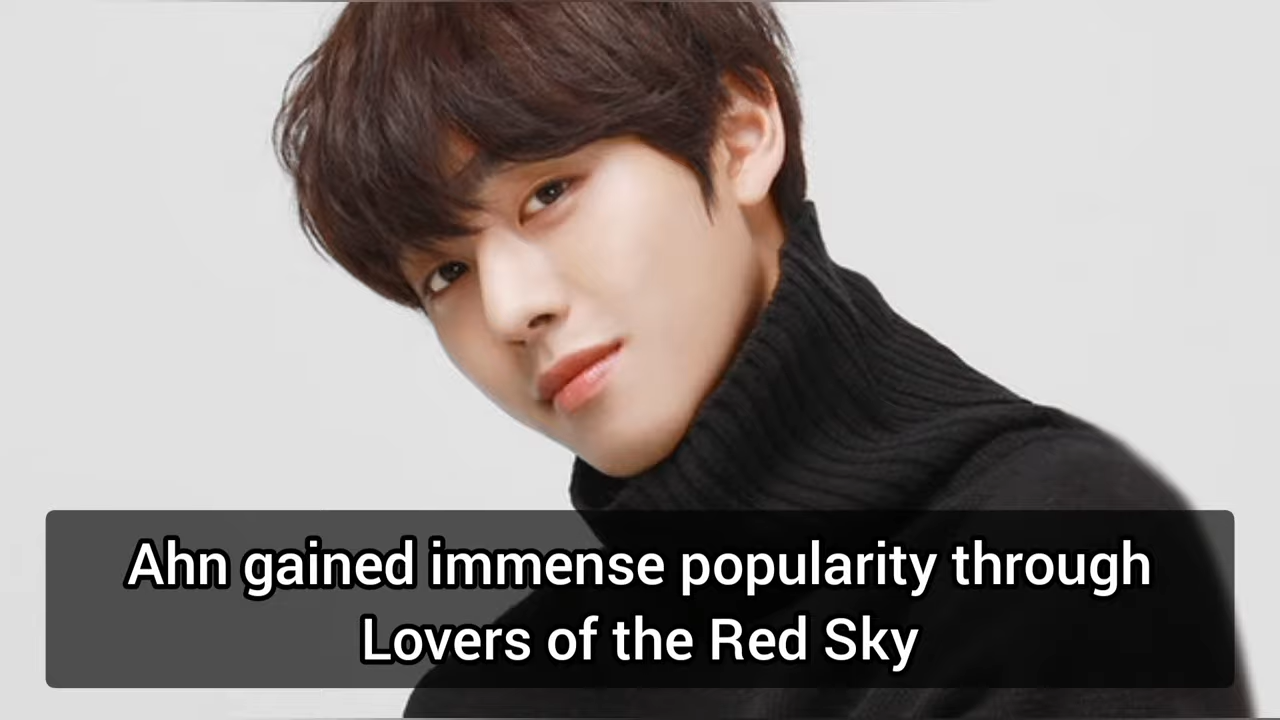 Ahn gained immense popularity through
Lovers of the Red Sky